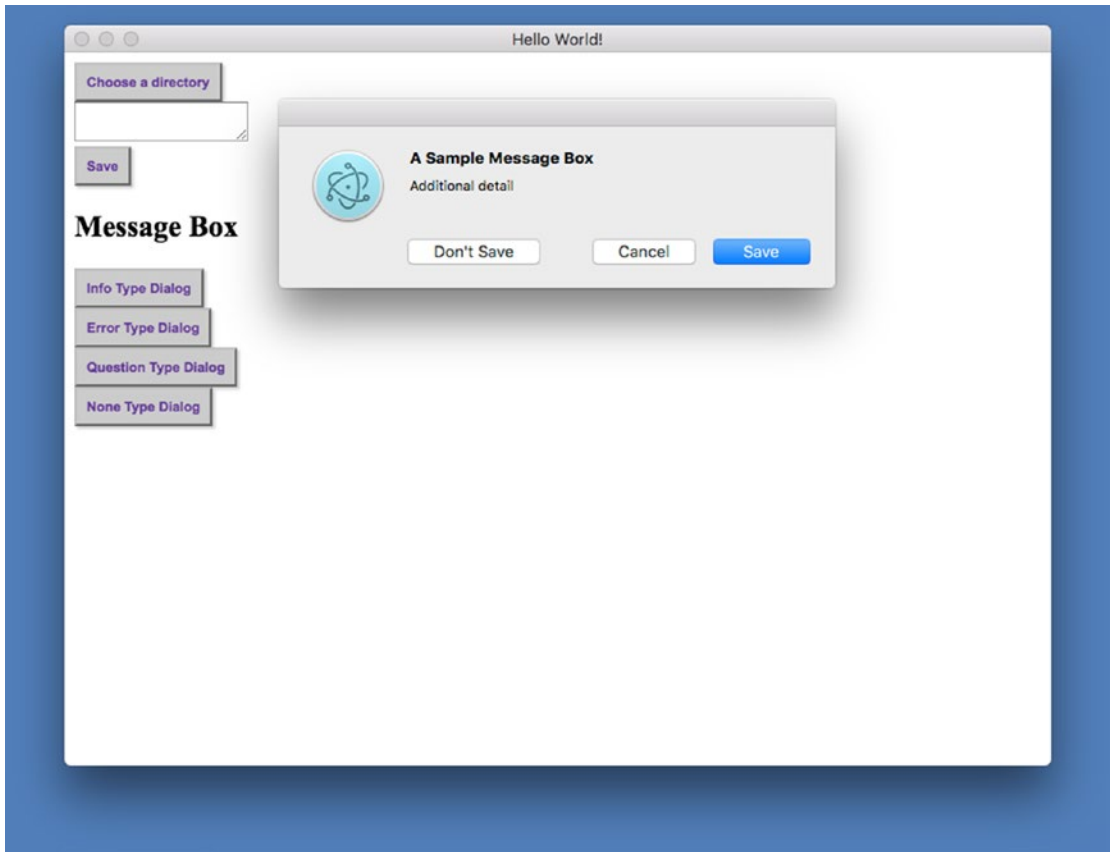 Hello World!
Choose a directory
Save
Message Box
Info Type Dialog
Error Type Dialog
Question Type Dialog
None Type Dialog
A Sample Message Box
Additional detail
Don't Save Cancel Save